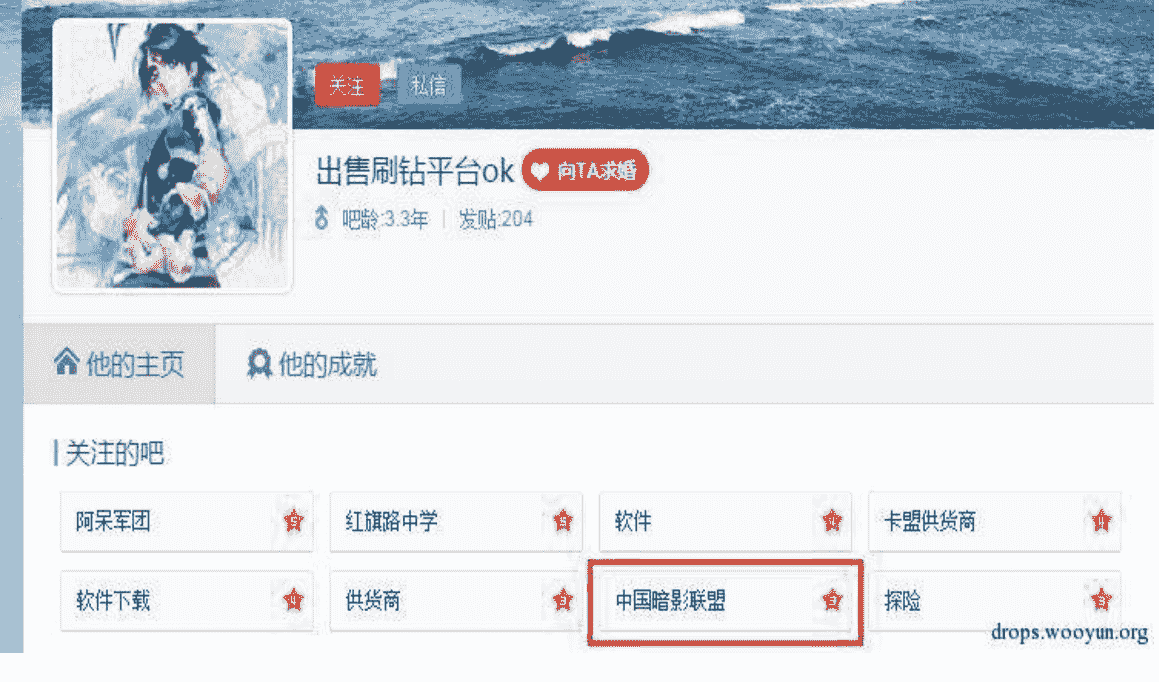 关注 私信
出售刷钻平台ok 向TA求婚
吧龄:3.3年 发贴:204
他的主页 他的成就
关注的吧
阿呆军团 红旗路中学 软件 卡盟供货商
软件下载 供货商 中国暗影联盟 探险
drops.wooyun.org